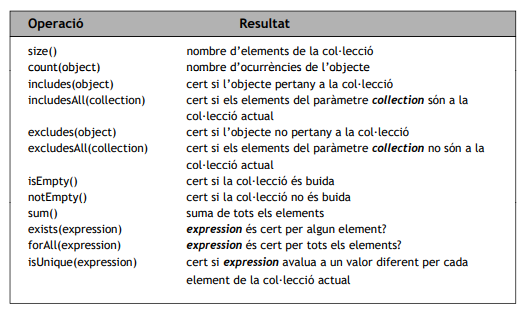 Operació Resultat
size() nombre d'elements de la col·lecció
count(object) nombre d'ocurrències de l'objecte
includes(object) cert si l'objecte pertany a la col·lecció
includesAll(collection) cert si els elements del paràmetre collection són a la
col·lecció actual
excludes(object) cert si l'objecte no pertany a la col·lecció
excludesAll(collection) cert si els elements del paràmetre collection no són a la
col·lecció actual
isEmpty() cert si la col·lecció és buida
notEmpty() cert si la col·lecció no és buida
sum() suma de tots els elements
exists(expression) expression és cert per algun element?
forAll(expression) expression és cert per tots els elements?
isUnique(expression) cert si expression avalua a un valor diferent per cada
element de la col·lecció actual